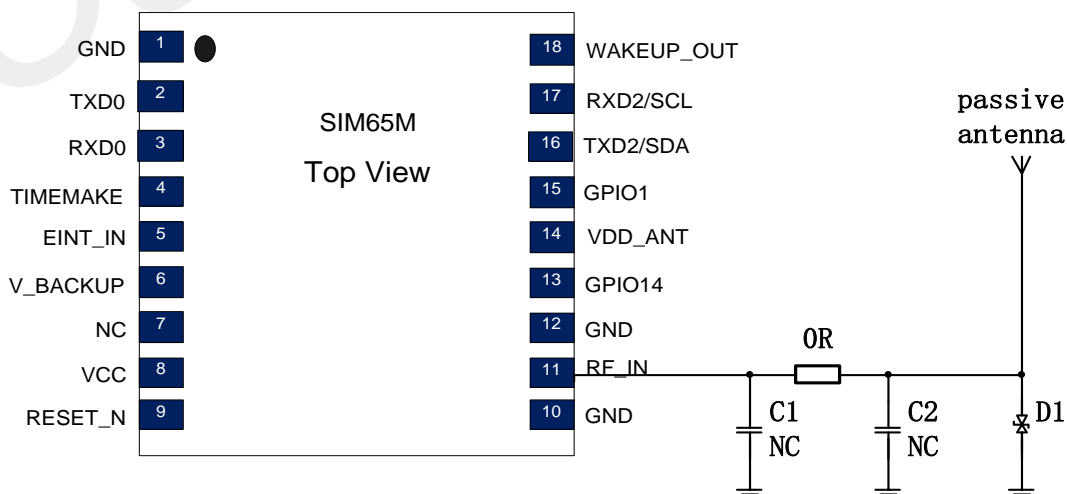 GND 1
TXD0 2
RXD0 3
TIMEMAKE 4
EINT_IN 5
V_BACKUP 6
NC 7
VCC 8
RESET_N 9
SIM65M
Top View
18 WAKEUP_OUT
17 RXD2/SCL
16 TXD2/SDA
15 GPIO1
14 VDD_ANT
13 GPIO14
12 GND
11 RF_IN
10 GND
0R
C1
NC
C2
NC
passive
antenna
D1